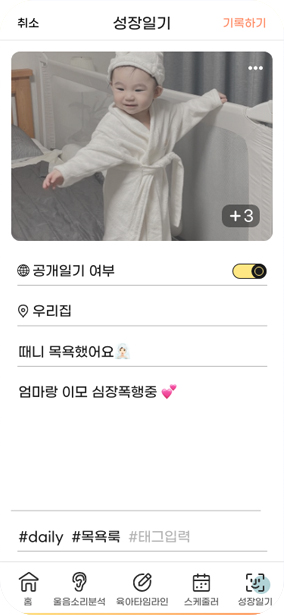 취소 성장일기 기록하기
+3
공개일기 여부
우리집
때니 목욕했어요🧖🏻
엄마랑 이모 심장폭행중 💕
#daily #목욕룩 #태그입력
홈 울음소리분석 육아타임라인 스케줄러 성장일기